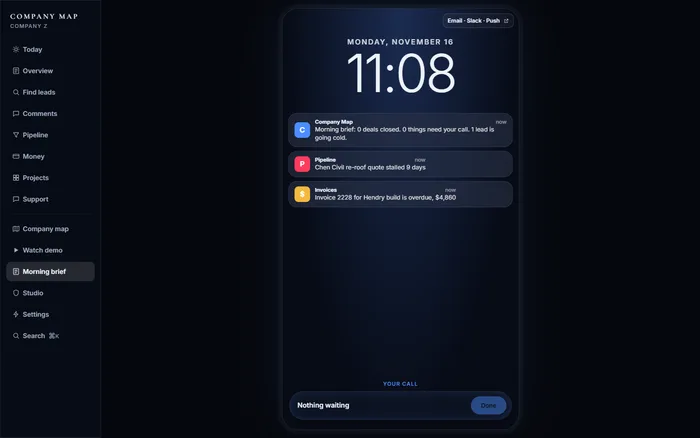 COMPANY MAP
COMPANY Z
Today
Overview
Find leads
Comments
Pipeline
Money
Projects
Support
Company map
Watch demo
Morning brief
Studio
Settings
Search ⌘K
Email · Slack · Push
MONDAY, NOVEMBER 16
11:08
C
Company Map
now
Morning brief: 0 deals closed. 0 things need your call. 1 lead is
going cold.
P
Pipeline
now
Chen Civil re-roof quote stalled 9 days
Invoices
now
Invoice 2228 for Hendry build is overdue, $4,860
YOUR CALL
Nothing waiting
Done